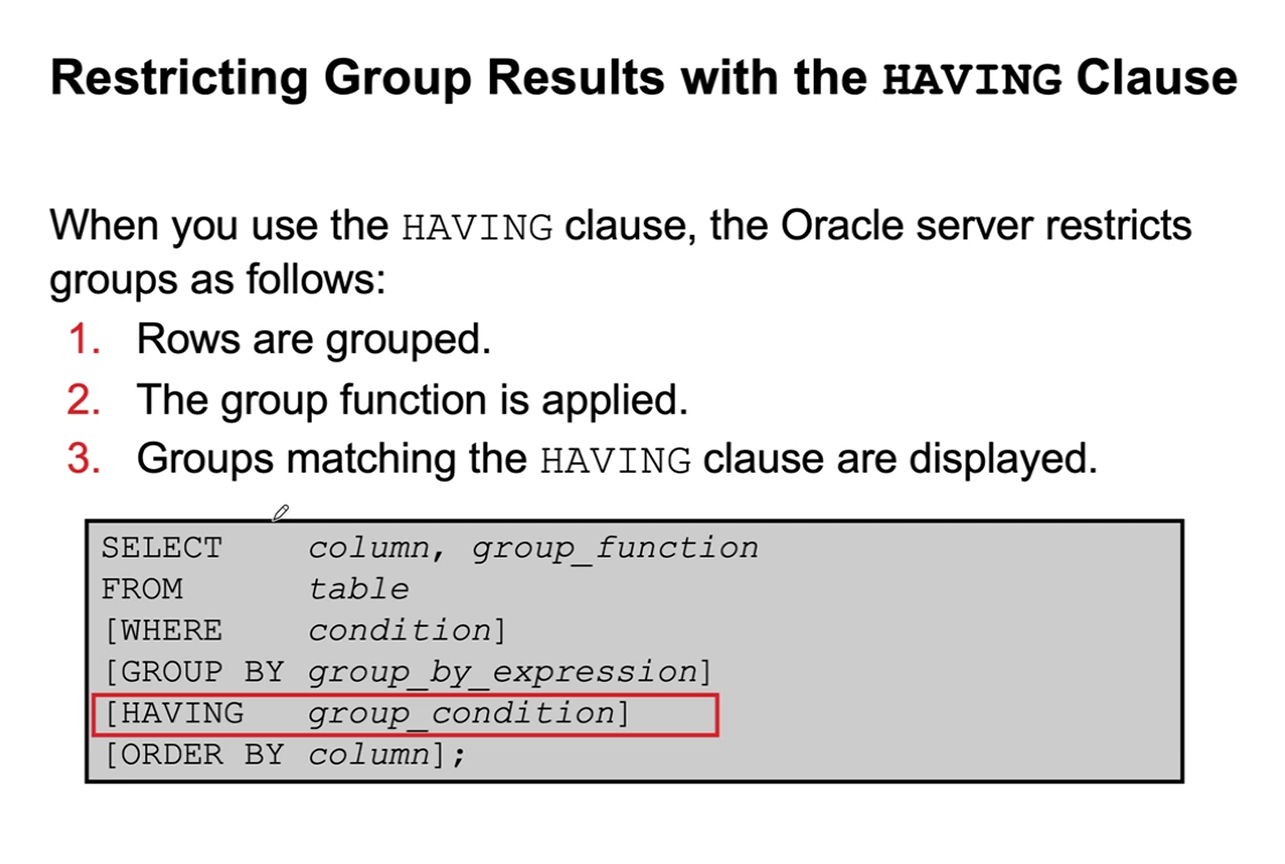 Restricting Group Results with the HAVING Clause
When you use the HAVING clause, the Oracle server restricts
groups as follows:
1. Rows are grouped.
2. The group function is applied.
3. Groups matching the HAVING clause are displayed.
SELECT column, group_function
FROM table
[WHERE condition]
[GROUP BY group_by_expression]
[HAVING group_condition]
[ORDER BY column];